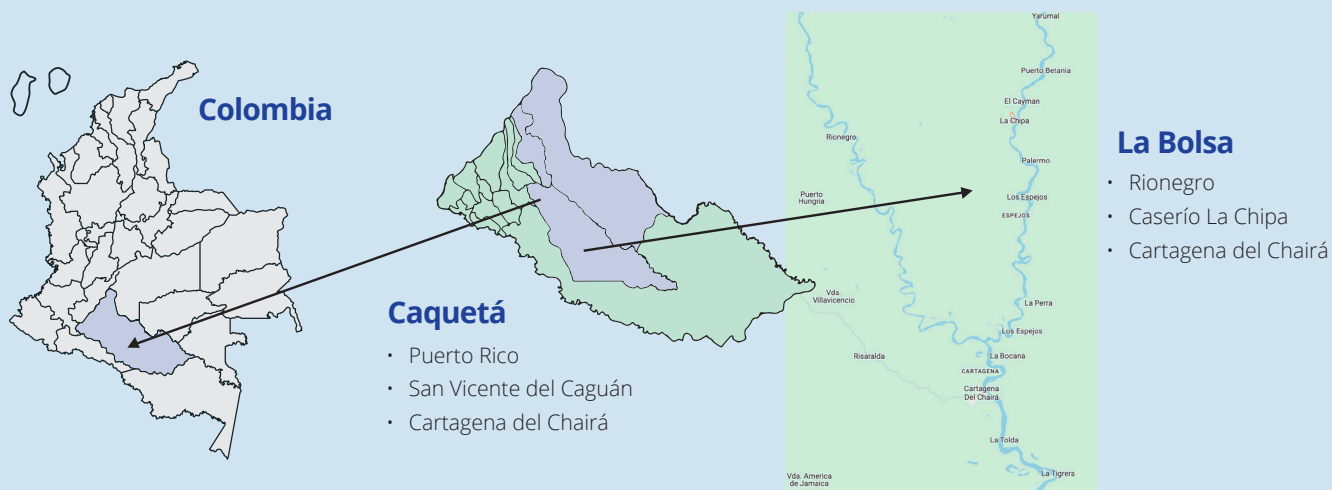 Colombia
Caquetá
• Puerto Rico
• San Vicente del Caguán
• Cartagena del Chairá
Yarumal
Puerto Betania
El Cayman
La Chipa
Rionegro
Palermo
Puerto
Hungria
Los Espejos
ESPEJOS
Vda.
Villavicencio
La Perra
Los Espejos
Risaralda
La Bocana
CARTAGENA
Cartagena
Del Chairá
La Tolda
La Tigrera
Vda. America
de Jamaica
La Bolsa
• Rionegro
• Caserío La Chipa
• Cartagena del Chairá